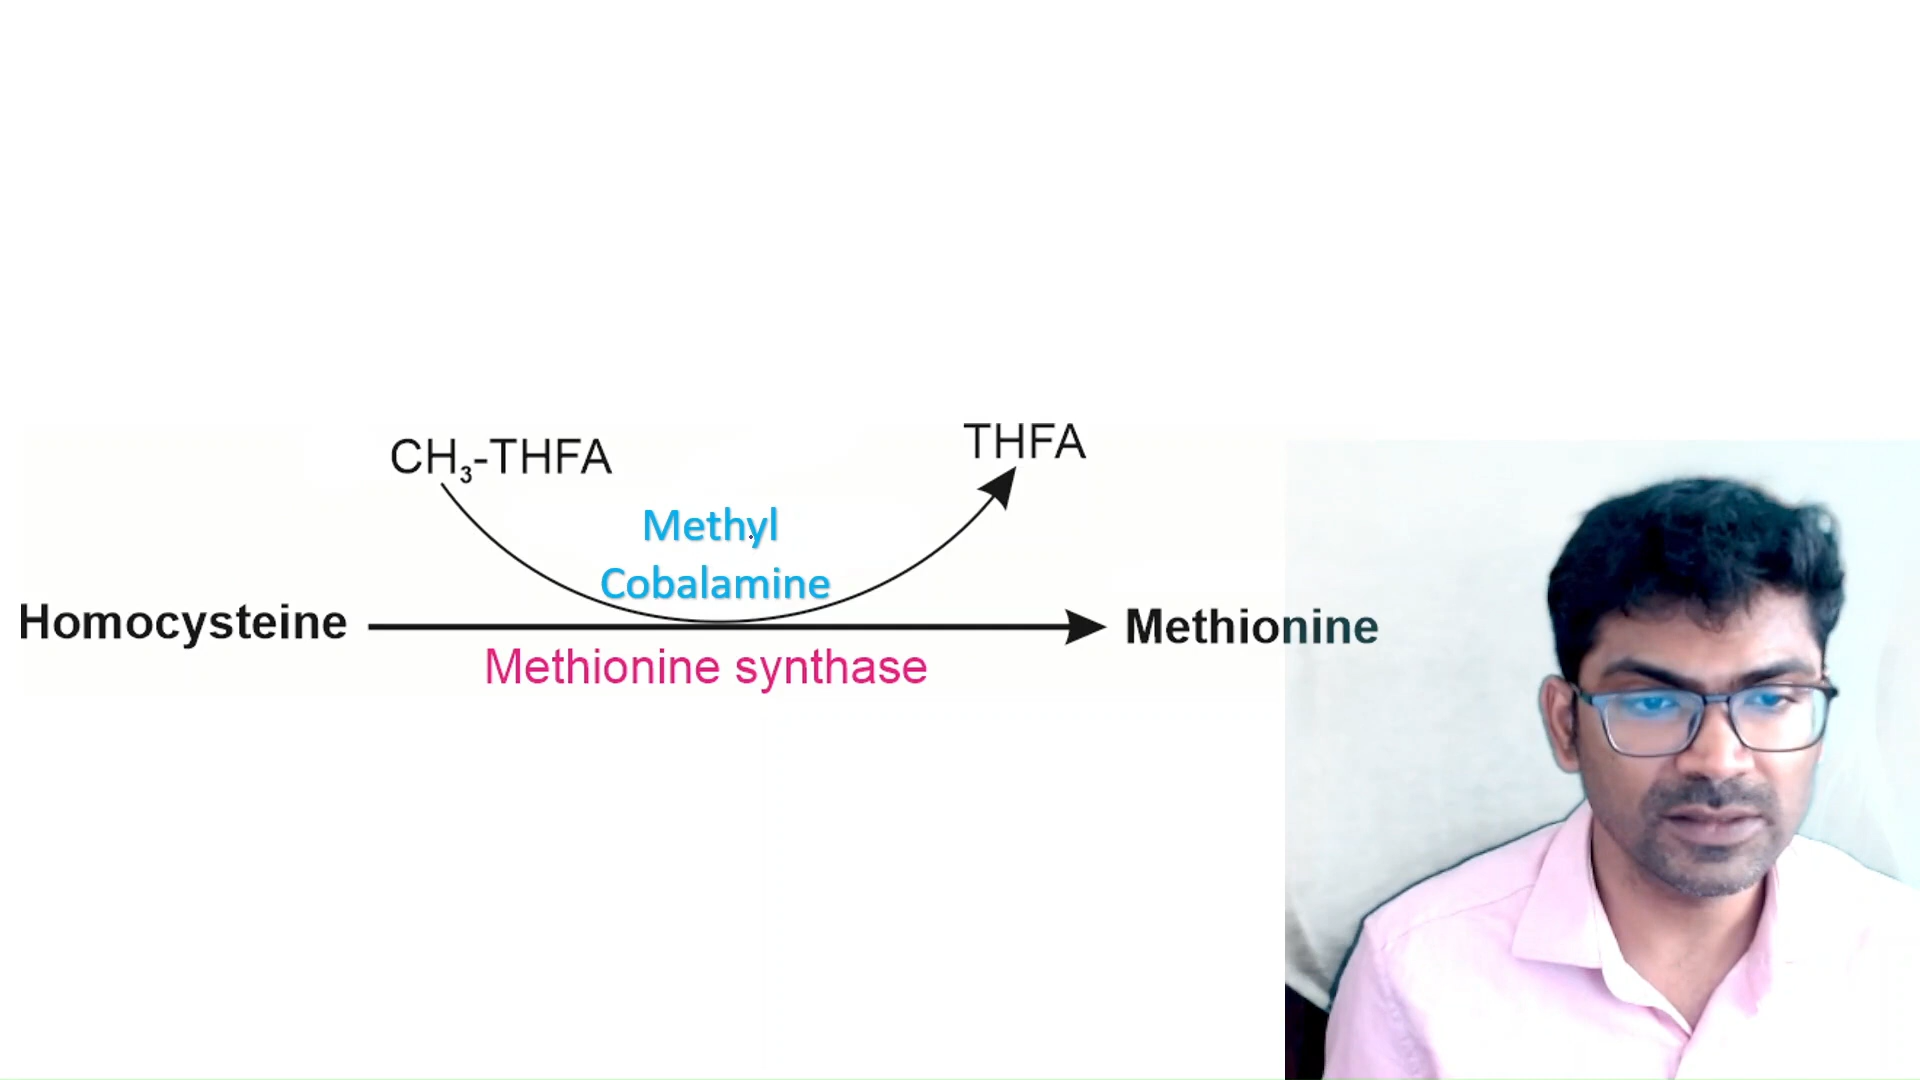 CH₃-THFA
THFA
Methyl
Cobalamine
Homocysteine
Methionine
Methionine synthase